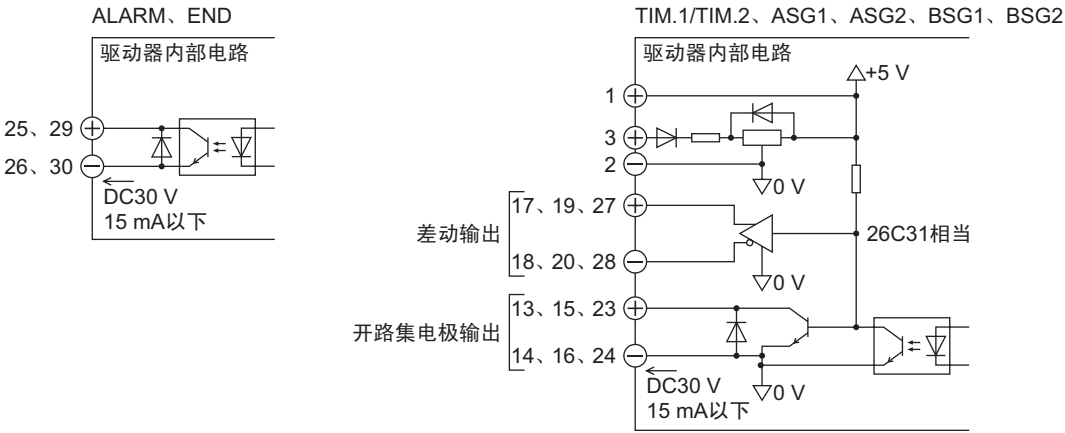 ALARM、END
驱动器内部电路
25、29
26、30
DC30 V
15 mA以下
TIM.1/TIM.2、ASG1、ASG2、BSG1、BSG2
驱动器内部电路
+5 V
1
3
2
0 V
差动输出
17、19、27
18、20、28
26C31相当
0 V
开路集电极输出
13、15、23
14、16、24
DC30 V
15 mA以下
0 V